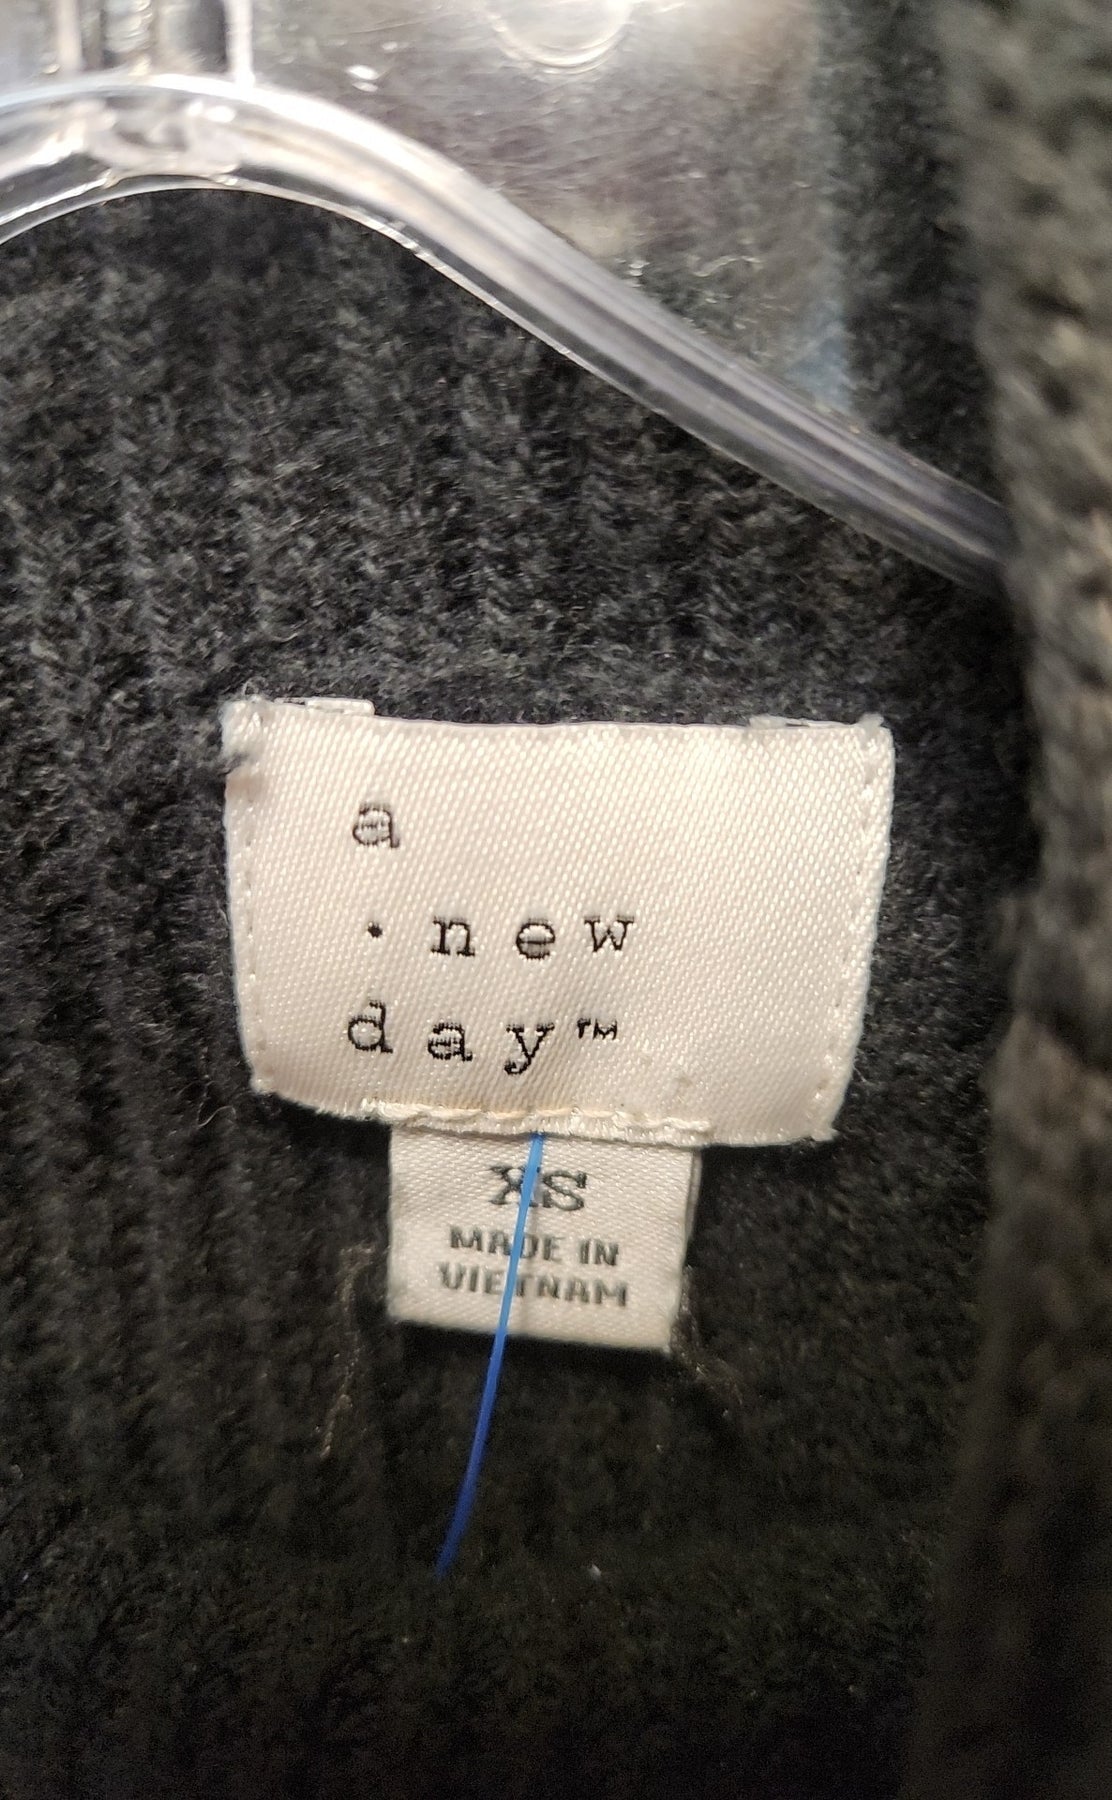 a
· new
day™
XS
MADE IN
VIETNAM